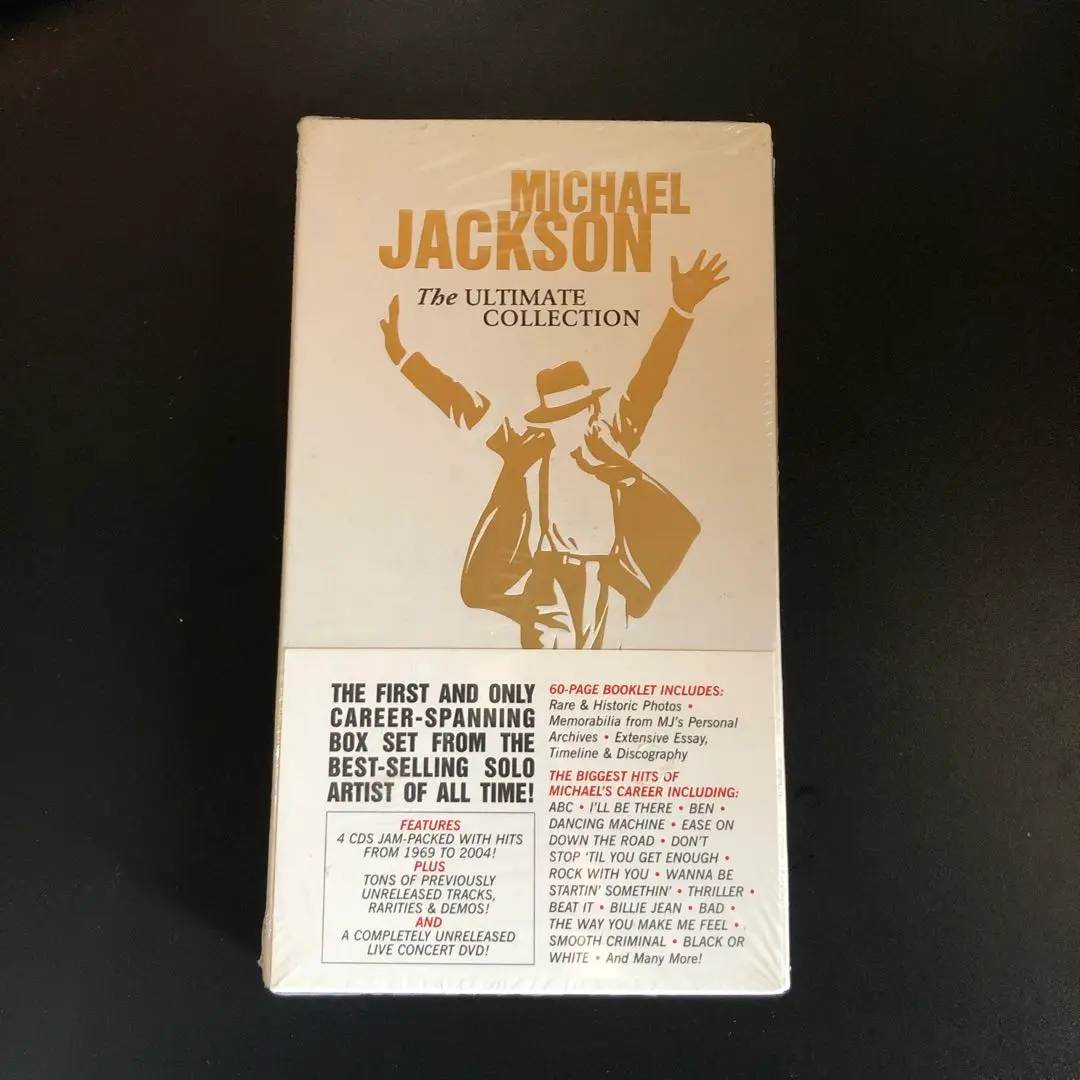 MICHAEL
JACKSON
The ULTIMATE
COLLECTION
THE FIRST AND ONLY
CAREER-SPANNING
BOX SET FROM THE
BEST-SELLING SOLO
ARTIST OF ALL TIME!
FEATURES
4 CDS JAM-PACKED WITH HITS
FROM 1969 TO 2004!
PLUS
TONS OF PREVIOUSLY
UNRELEASED TRACKS,
RARITIES & DEMOS!
AND
A COMPLETELY UNRELEASED
LIVE CONCERT DVD!
60-PAGE BOOKLET INCLUDES:
Rare & Historic Photos •
Memorabilia from MJ's Personal
Archives • Extensive Essay,
Timeline & Discography
THE BIGGEST HITS OF
MICHAEL'S CAREER INCLUDING:
ABC • I'LL BE THERE • BEN •
DANCING MACHINE • EASE ON
DOWN THE ROAD • DON'T
STOP 'TIL YOU GET ENOUGH •
ROCK WITH YOU • WANNA BE
STARTIN' SOMETHIN' • THRILLER •
BEAT IT • BILLIE JEAN • BAD •
THE WAY YOU MAKE ME FEEL •
SMOOTH CRIMINAL • BLACK OR
WHITE • And Many More!